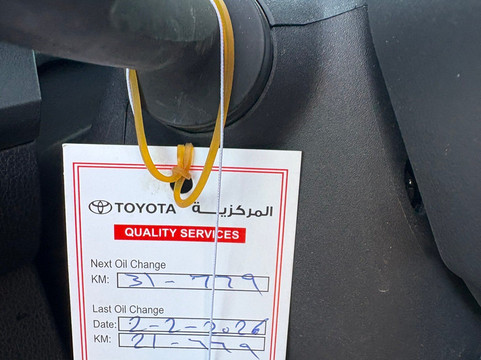 TOYOTA المركزية
QUALITY SERVICES
Next Oil Change
KM: 31-779
Last Oil Change
Date: 2-2-2026
KM: 21-779